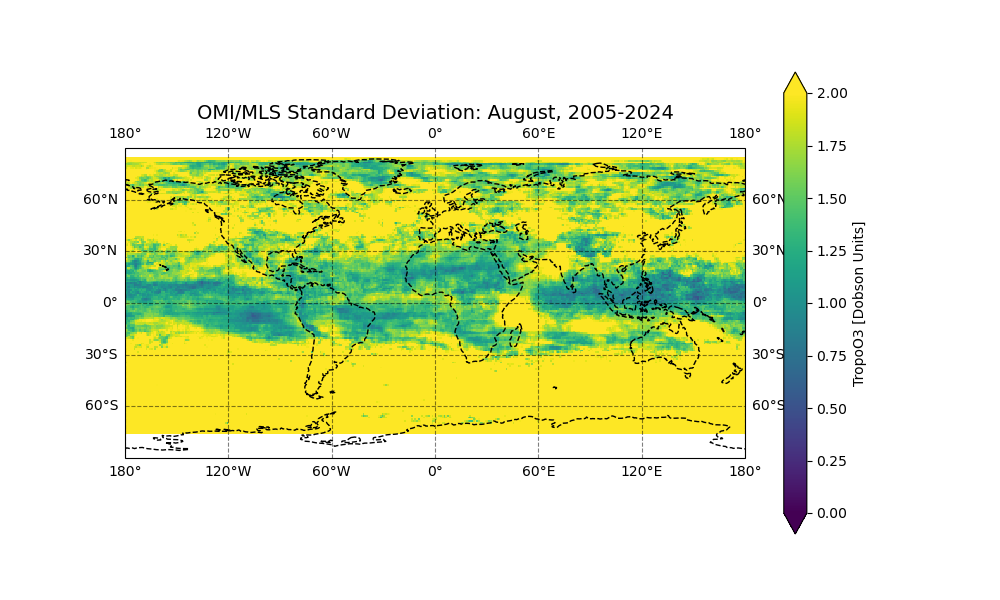 OMI/MLS Standard Deviation: August, 2005-2024
180° 120°W 60°W 0° 60°E 120°E 180°
60°N 60°N
30°N 30°N
0° 0°
30°S 30°S
60°S 60°S
180° 120°W 60°W 0° 60°E 120°E 180°
2.00
1.75
1.50
1.25
1.00
0.75
0.50
0.25
0.00
TropoO3 [Dobson Units]